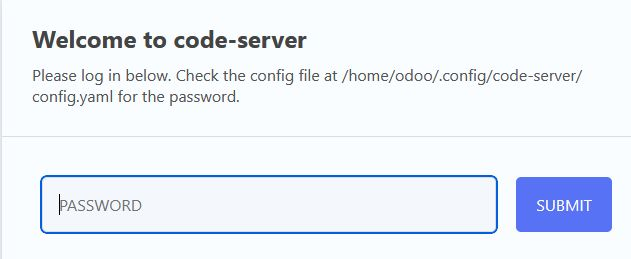 Welcome to code-server
Please log in below. Check the config file at /home/odoo/.config/code-server/
config.yaml for the password.
PASSWORD
SUBMIT